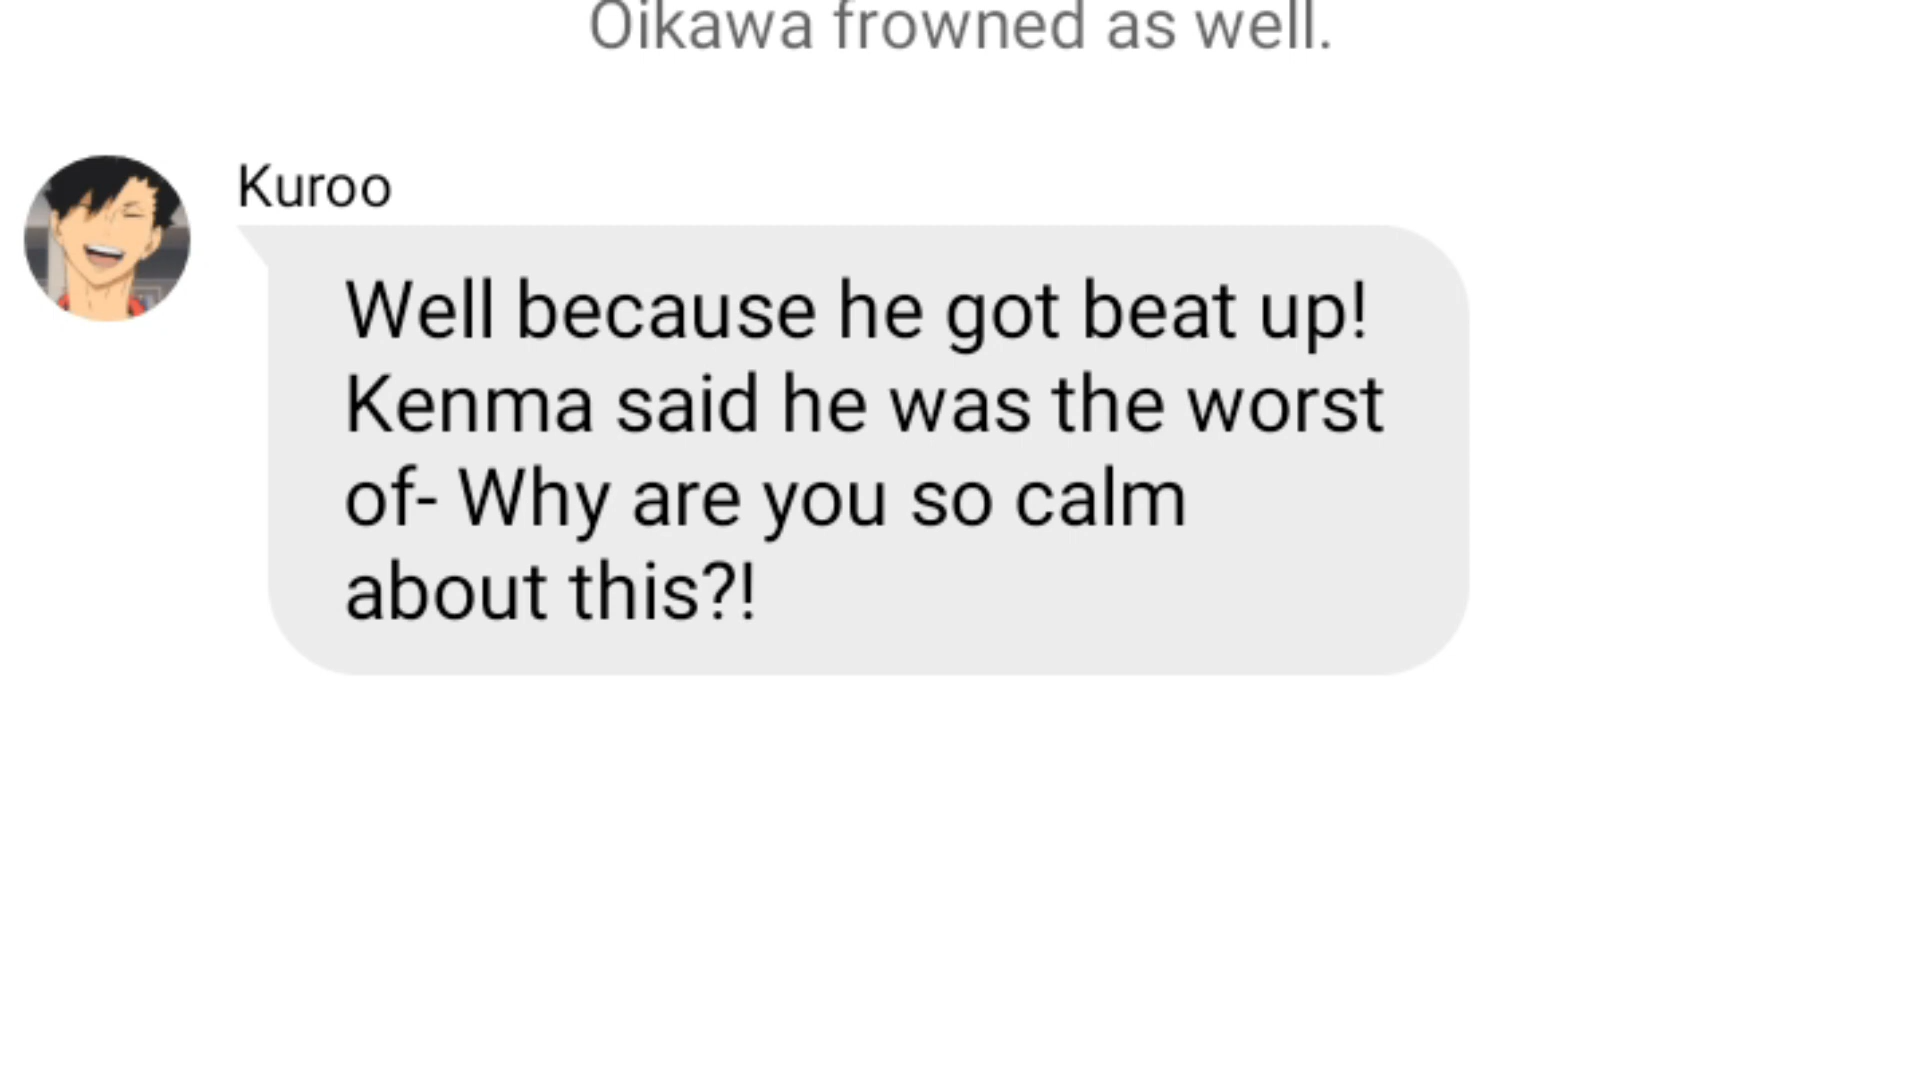 Oikawa frowned as well.
Kuroo
Well because he got beat up!
Kenma said he was the worst
of- Why are you so calm
about this?!